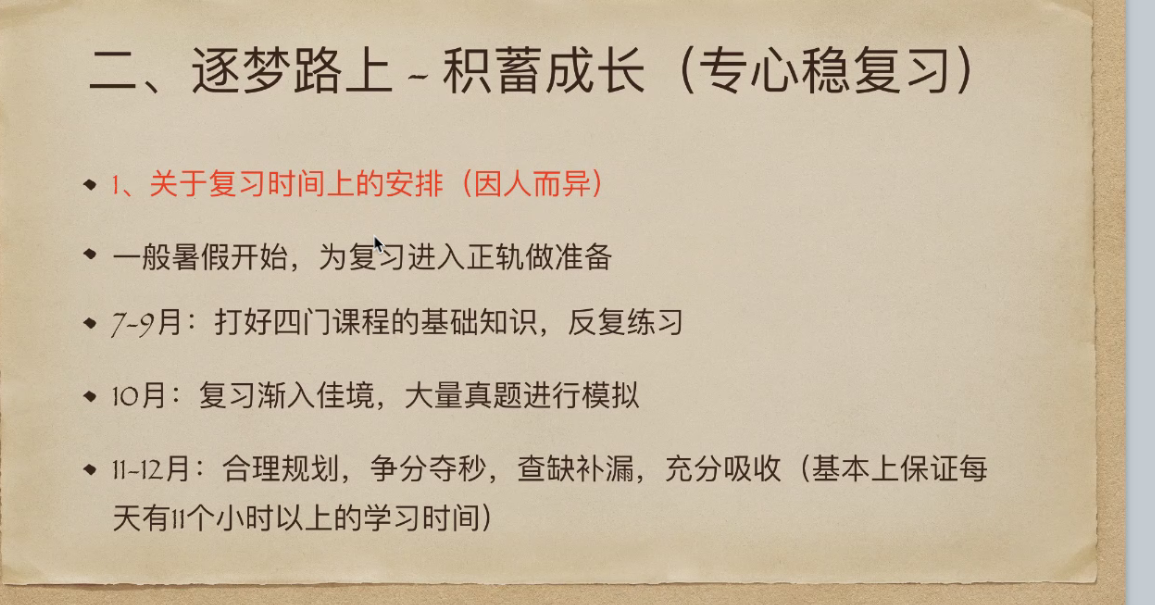 二、逐梦路上 - 积蓄成长（专心稳复习）
1、关于复习时间上的安排（因人而异）
一般暑假开始，为复习进入正轨做准备
7-9月：打好四门课程的基础知识，反复练习
10月：复习渐入佳境，大量真题进行模拟
11-12月：合理规划，争分夺秒，查缺补漏，充分吸收（基本上保证每
天有11个小时以上的学习时间）